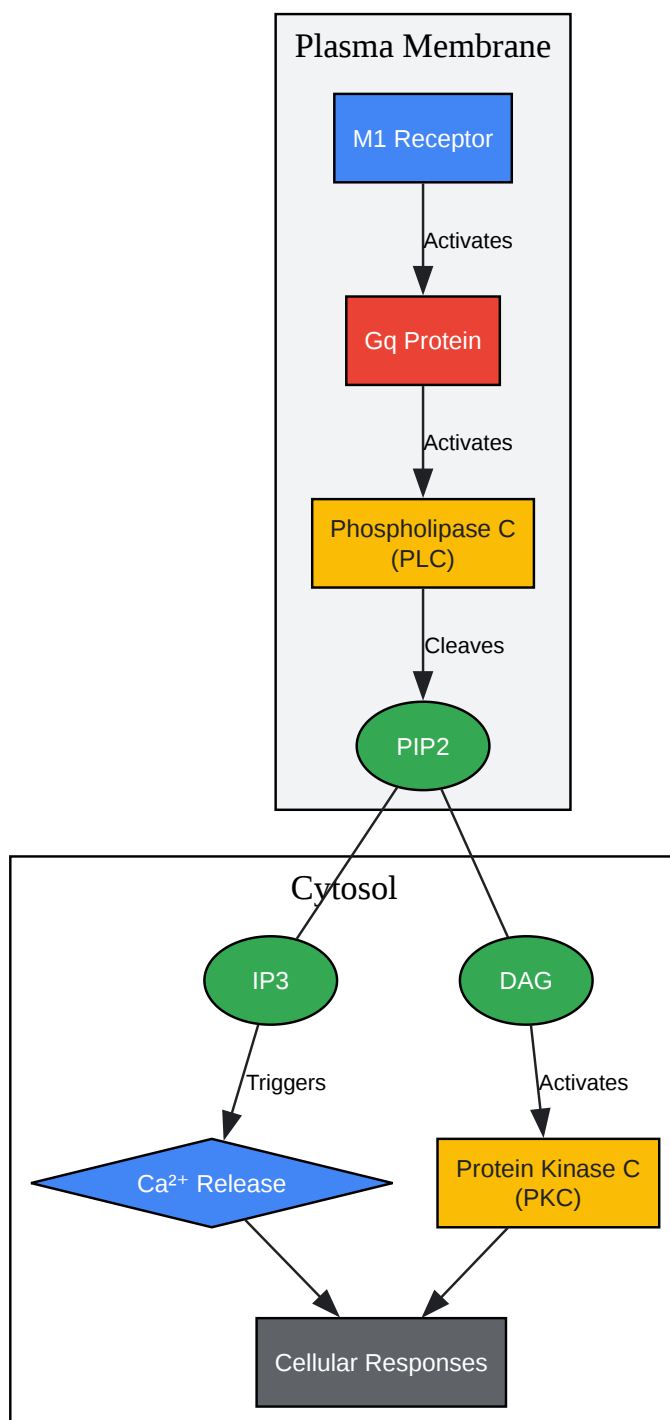 Plasma Membrane
M1 Receptor
Activates
Gq Protein
Activates
Phospholipase C
(PLC)
Cleaves
PIP2
Cytosol
IP3
DAG
Triggers
Activates
Ca²⁺ Release
Protein Kinase C
(PKC)
Cellular Responses